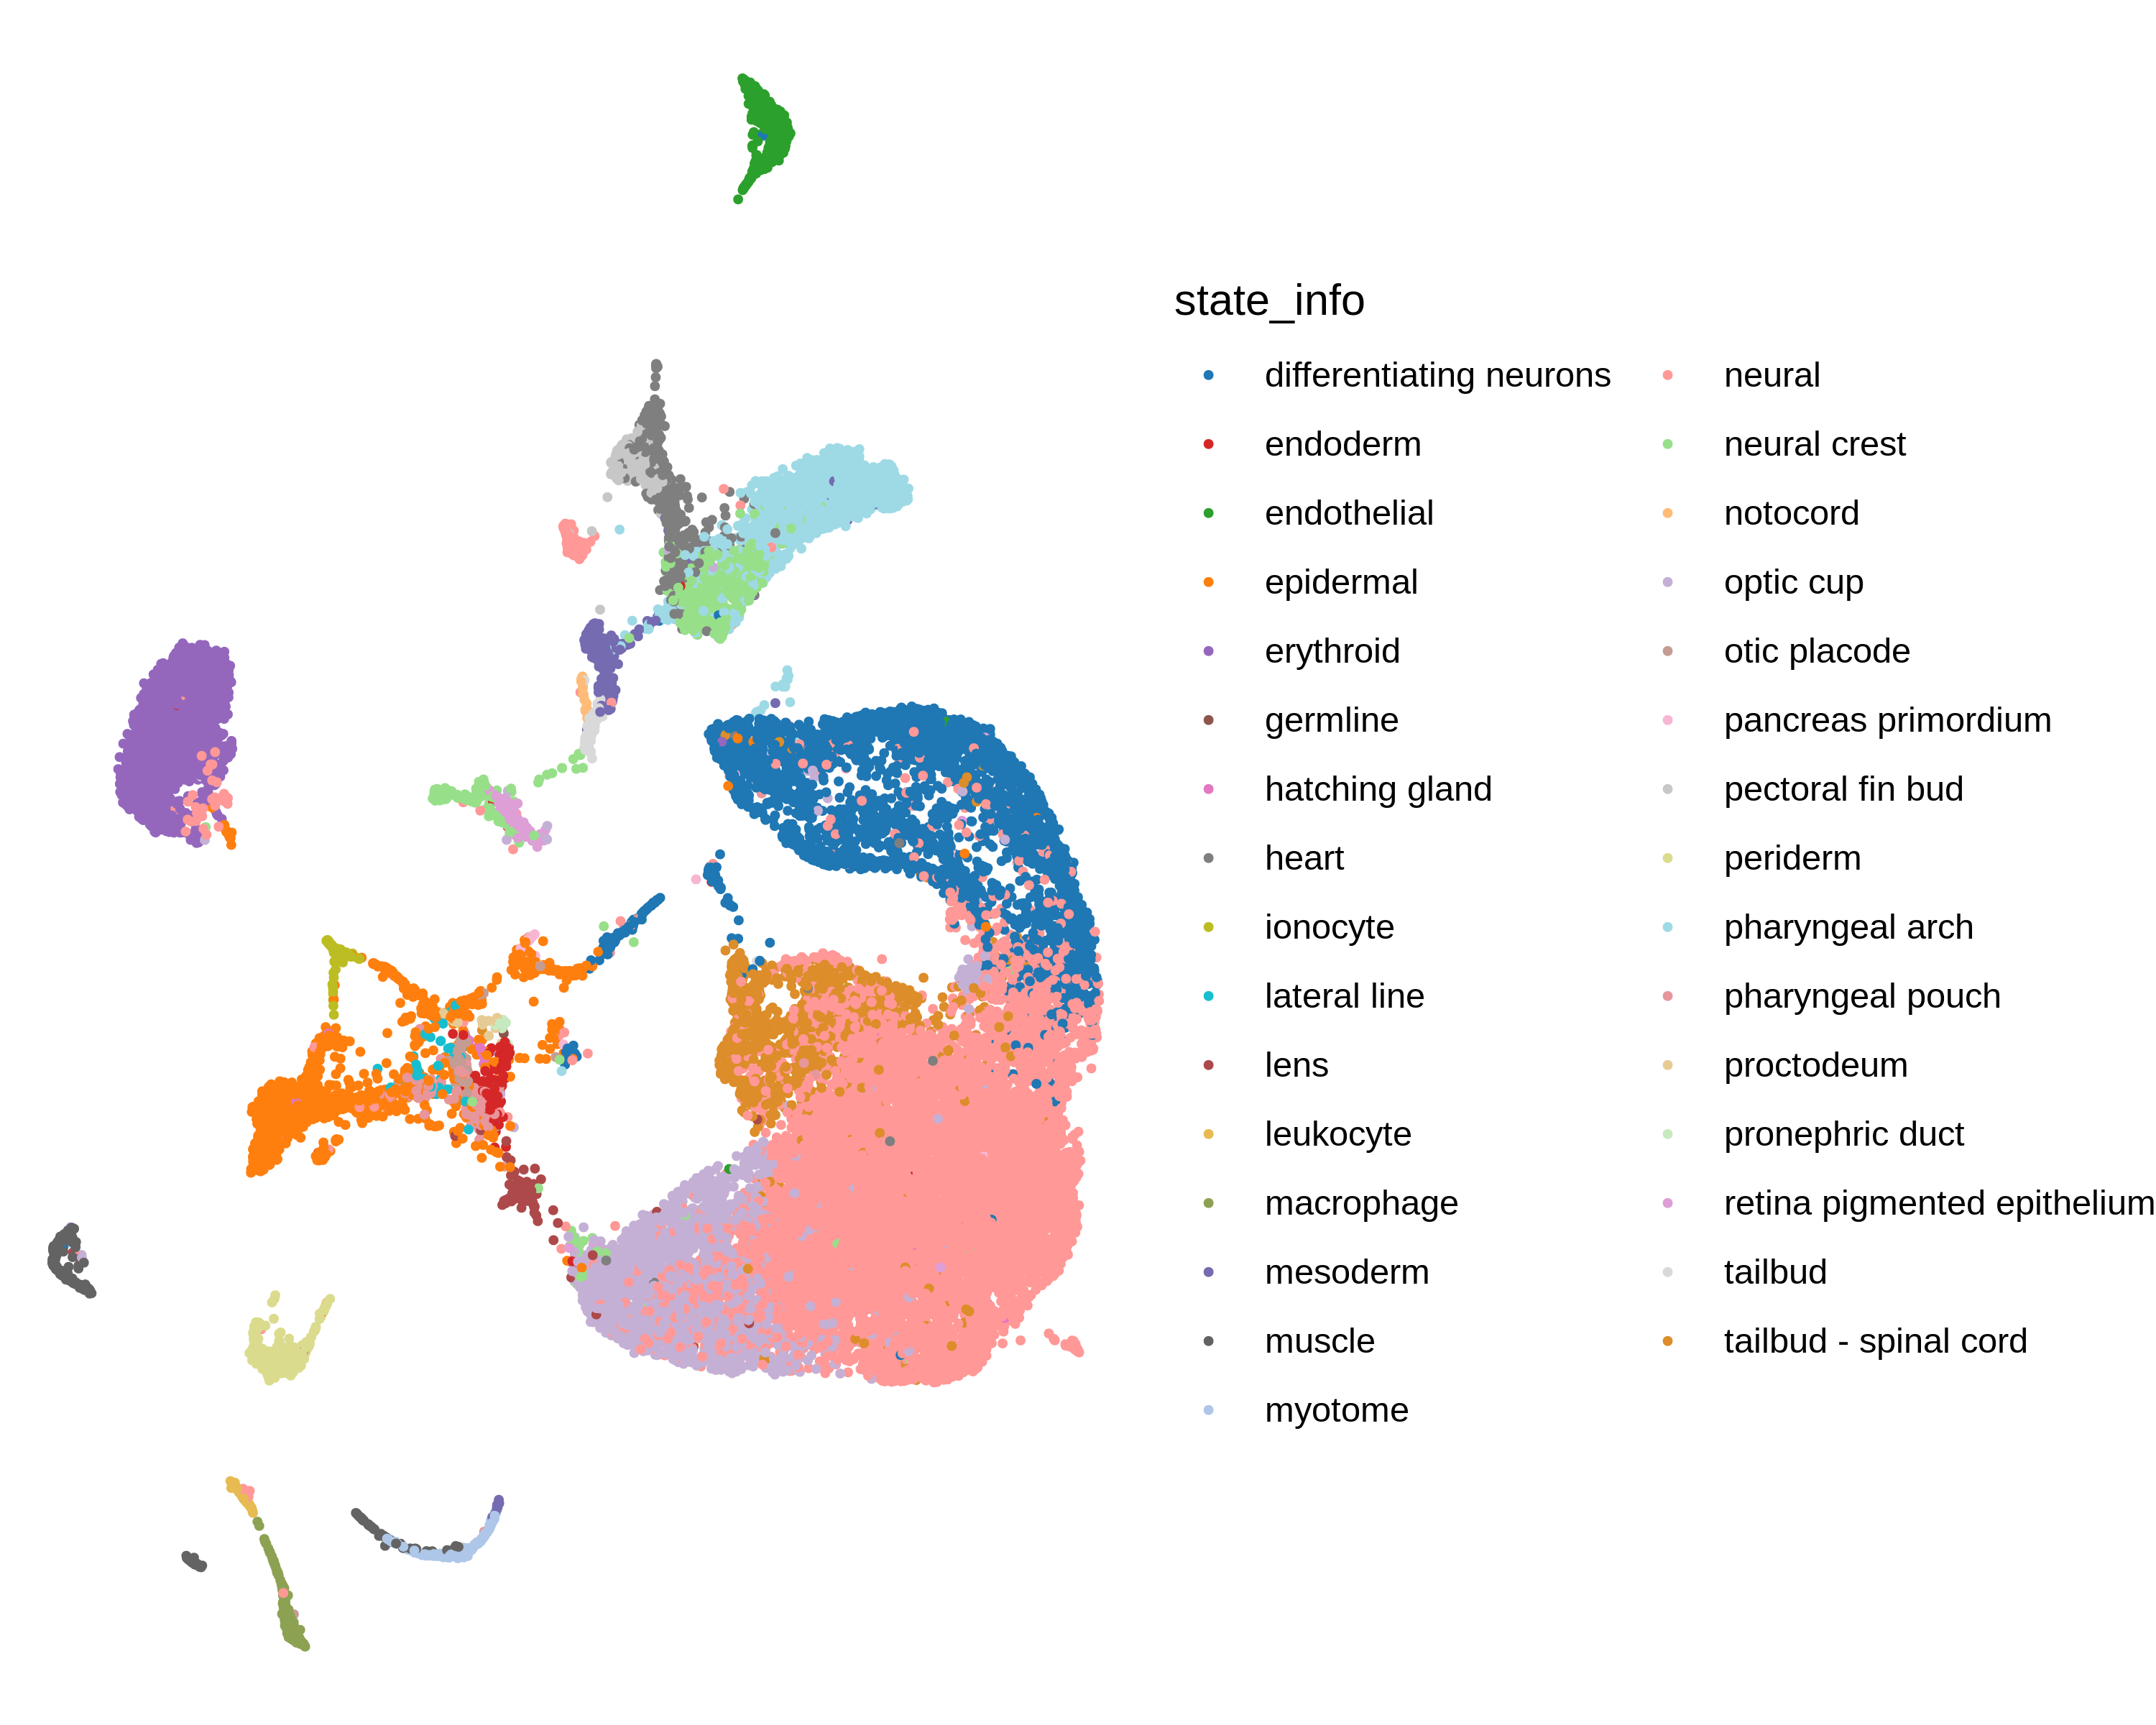 state_info
differentiating neurons
endoderm
endothelial
epidermal
erythroid
germline
hatching gland
heart
ionocyte
lateral line
lens
leukocyte
macrophage
mesoderm
muscle
myotome
neural
neural crest
notocord
optic cup
otic placode
pancreas primordium
pectoral fin bud
periderm
pharyngeal arch
pharyngeal pouch
proctodeum
pronephric duct
retina pigmented epithelium
tailbud
tailbud - spinal cord